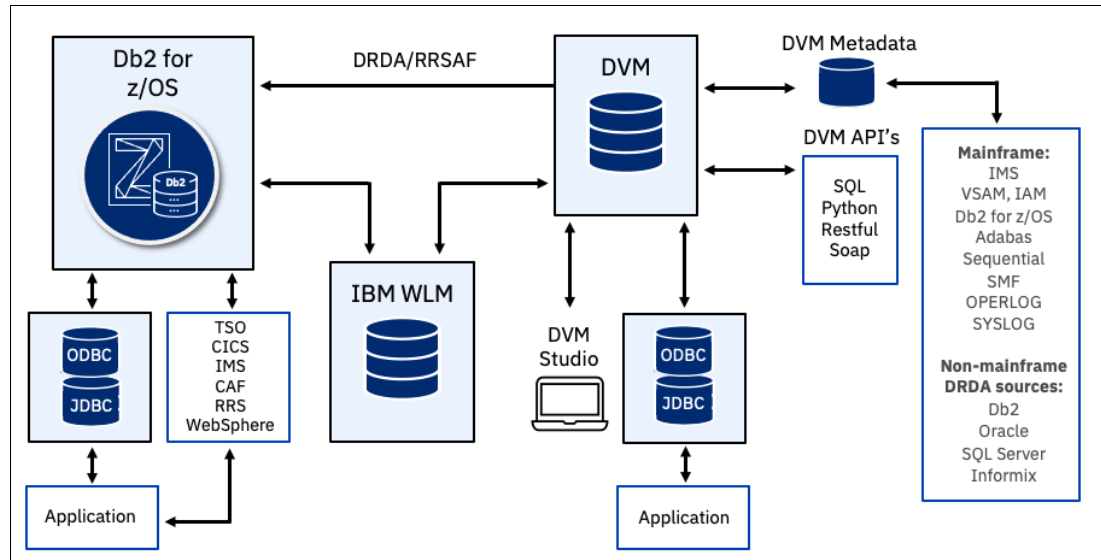 Db2 for
z/OS
Db2
DRDA/RRSAF
DVM
DVM Metadata
DVM API's
SQL
Python
Restful
Soap
Mainframe:
IMS
VSAM, IAM
Db2 for z/OS
Adabas
Sequential
SMF
OPERLOG
SYSLOG
Non-mainframe
DRDA sources:
Db2
Oracle
SQL Server
Informix
ODBC
JDBC
TSO
CICS
IMS
CAF
RRS
WebSphere
IBM WLM
DVM
Studio
ODBC
JDBC
Application
Application